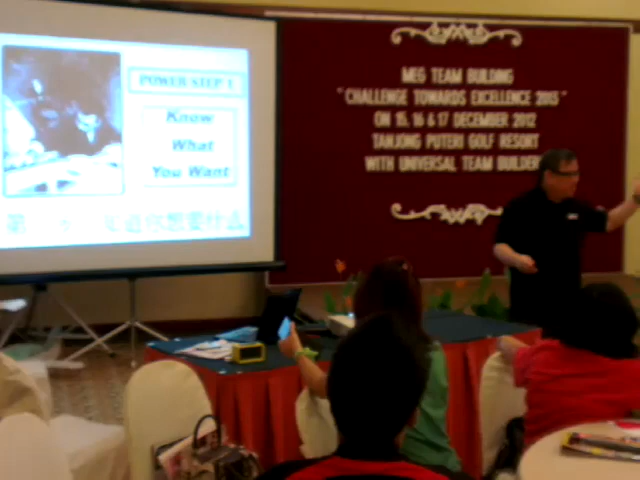 POWER STEP 1
Know
What
You Want
MEG TEAM BUILDING
"CHALLENGE TOWARDS EXCELLENCE 2013"
ON 15, 16 & 17 DECEMBER 2012
TANJONG PUTERI GOLF RESORT
WITH UNIVERSAL TEAM BUILDER